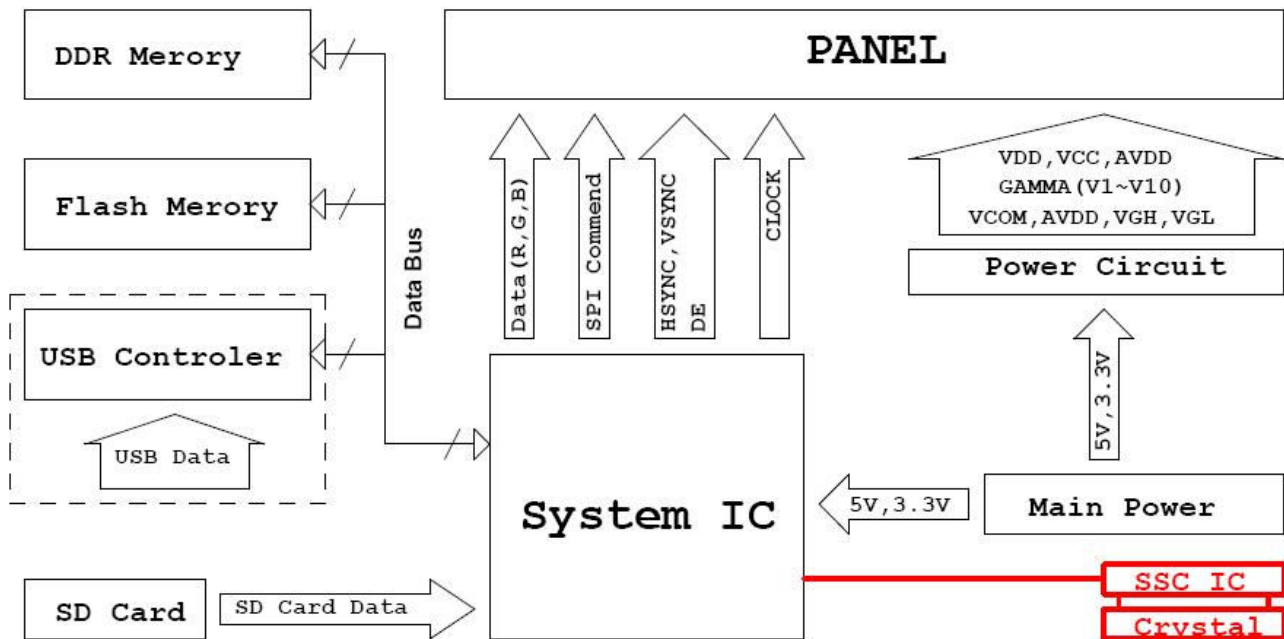 DDR Merory
PANEL
Flash Merory
Data Bus
Data(R,G,B)
SPI Commend
HSYNC,VSYNC
DE
CLOCK
VDD,VCC,AVDD
GAMMA(V1~V10)
VCOM,AVDD,VGH,VGL
Power Circuit
USB Controler
USB Data
5V,3.3V
System IC
5V,3.3V
Main Power
SSC IC
Crystal
SD Card
SD Card Data